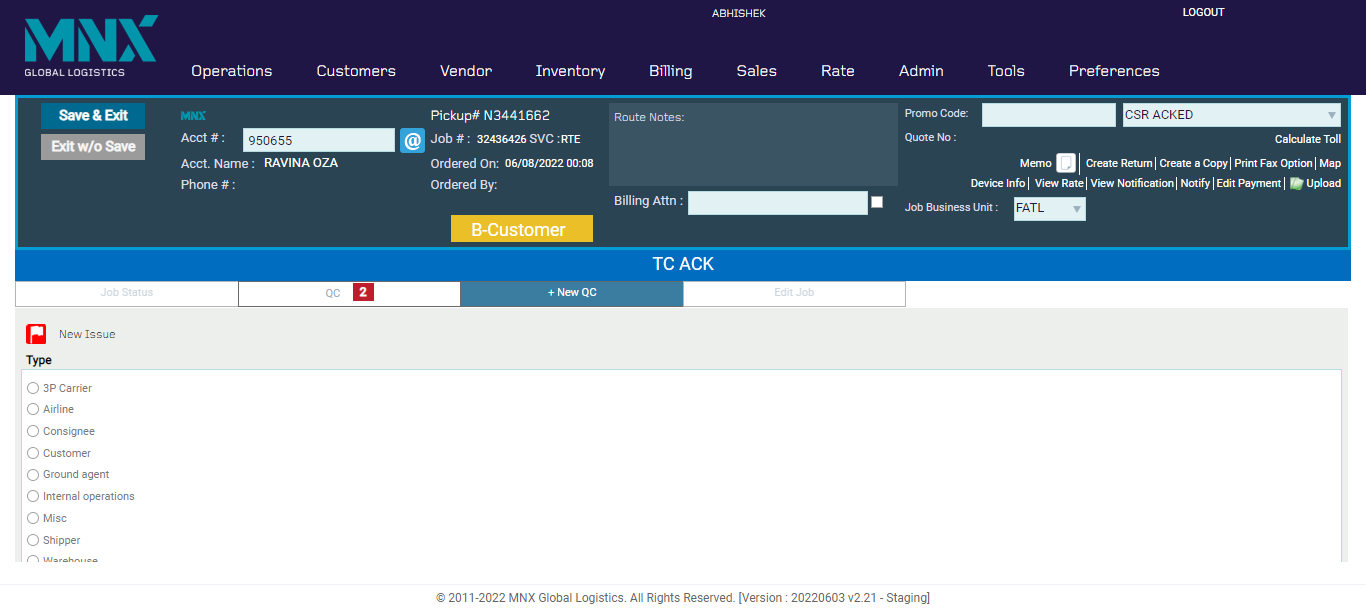 ABHISHEK
LOGOUT
MNX
GLOBAL LOGISTICS
Operations Customers Vendor Inventory Billing Sales Rate Admin Tools Preferences
Save & Exit
Exit w/o Save
MNX
Acct # : 950655 @
Acct. Name : RAVINA OZA
Phone # :
Pickup# N3441662
Job # : 32436426 SVC :RTE
Ordered On: 06/08/2022 00:08
Ordered By:
B-Customer
Route Notes:
Billing Attn :
Promo Code: CSR ACKED
Quote No : Calculate Toll
Memo Create Return| Create a Copy| Print Fax Option| Map
Device Info| View Rate| View Notification| Notify| Edit Payment| Upload
Job Business Unit : FATL
TC ACK
Job Status QC 2 + New QC Edit Job
New Issue
Type
3P Carrier
Airline
Consignee
Customer
Ground agent
Internal operations
Misc
Shipper
Warehouse
© 2011-2022 MNX Global Logistics. All Rights Reserved. [Version : 20220603 v2.21 - Staging]